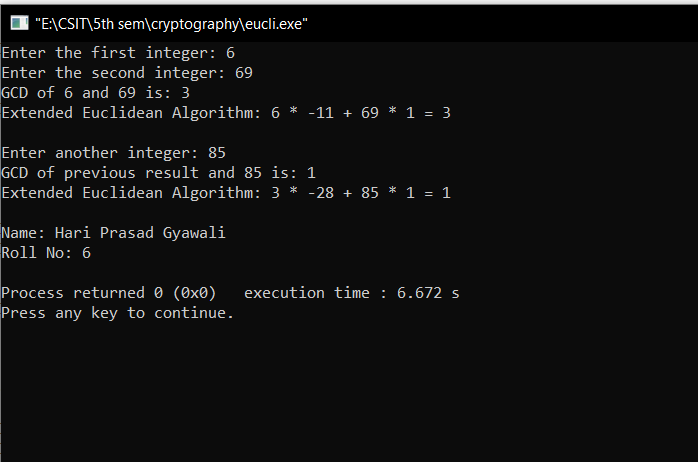 "E:\CSIT\5th sem\cryptography\eucli.exe"
Enter the first integer: 6
Enter the second integer: 69
GCD of 6 and 69 is: 3
Extended Euclidean Algorithm: 6 * -11 + 69 * 1 = 3
Enter another integer: 85
GCD of previous result and 85 is: 1
Extended Euclidean Algorithm: 3 * -28 + 85 * 1 = 1
Name: Hari Prasad Gyawali
Roll No: 6
Process returned 0 (0x0)   execution time : 6.672 s
Press any key to continue.